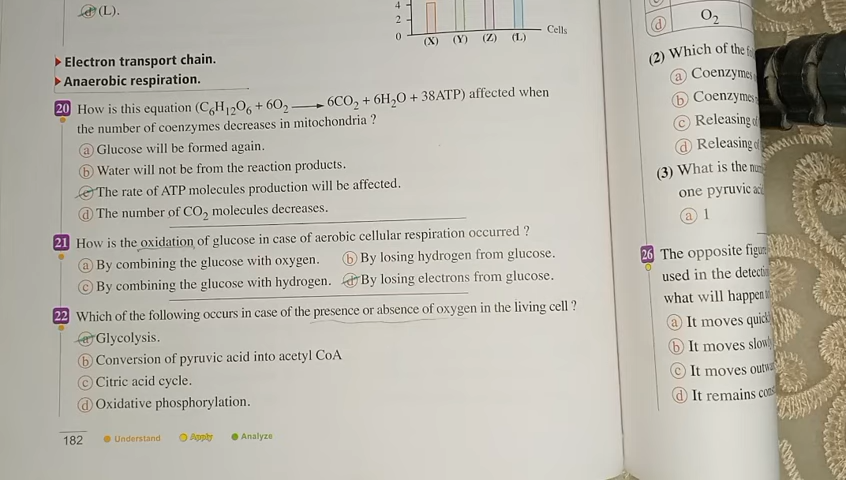 ⓓ (L).
4
2
0
(X) (Y) (Z) (L)
Cells
▸ Electron transport chain.
▸ Anaerobic respiration.
20 How is this equation (C₆H₁₂O₆ + 6O₂ ⟶ 6CO₂ + 6H₂O + 38ATP) affected when
the number of coenzymes decreases in mitochondria ?
ⓐ Glucose will be formed again.
ⓑ Water will not be from the reaction products.
ⓒ The rate of ATP molecules production will be affected.
ⓓ The number of CO₂ molecules decreases.
21 How is the oxidation of glucose in case of aerobic cellular respiration occurred ?
ⓐ By combining the glucose with oxygen. ⓑ By losing hydrogen from glucose.
ⓒ By combining the glucose with hydrogen. ⓓ By losing electrons from glucose.
22 Which of the following occurs in case of the presence or absence of oxygen in the living cell ?
ⓐ Glycolysis.
ⓑ Conversion of pyruvic acid into acetyl CoA
ⓒ Citric acid cycle.
ⓓ Oxidative phosphorylation.
182 Understand Apply Analyze
ⓓ O₂
(2) Which of the
ⓐ Coenzymes
ⓑ Coenzymes
ⓒ Releasing
ⓓ Releasing
(3) What is the
one pyruvic
ⓐ 1
26 The opposite
used in the
what will happen
ⓐ It moves
ⓑ It moves
ⓒ It moves
ⓓ It remains